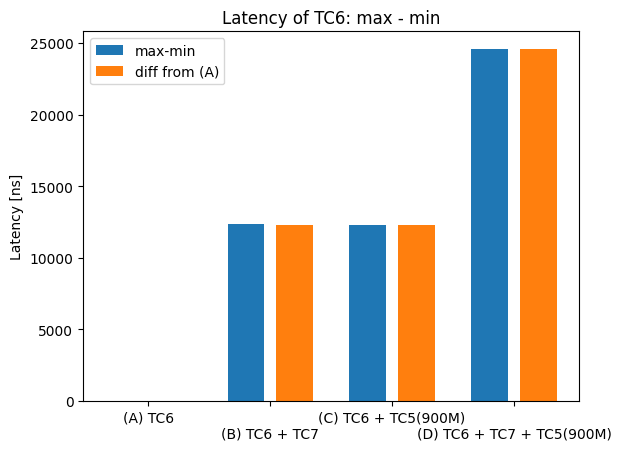 Latency of TC6: max - min
max-min
diff from (A)
Latency [ns]
25000
20000
15000
10000
5000
0
(A) TC6
(B) TC6 + TC7
(C) TC6 + TC5(900M)
(D) TC6 + TC7 + TC5(900M)